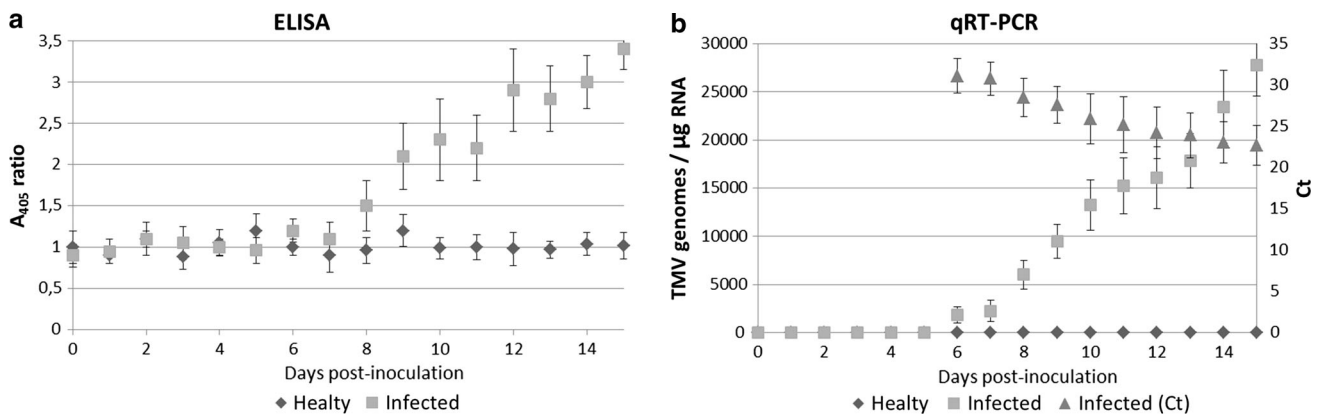 a
ELISA
3,5
3
2,5
2
1,5
1
0,5
0
A405 ratio
0 2 4 6 8 10 12 14
Days post-inoculation
Healty Infected
b
qRT-PCR
30000
25000
20000
15000
10000
5000
0
TMV genomes / µg RNA
35
30
25
20
15
10
5
0
Ct
0 2 4 6 8 10 12 14
Days post-inoculation
Healty Infected Infected (Ct)